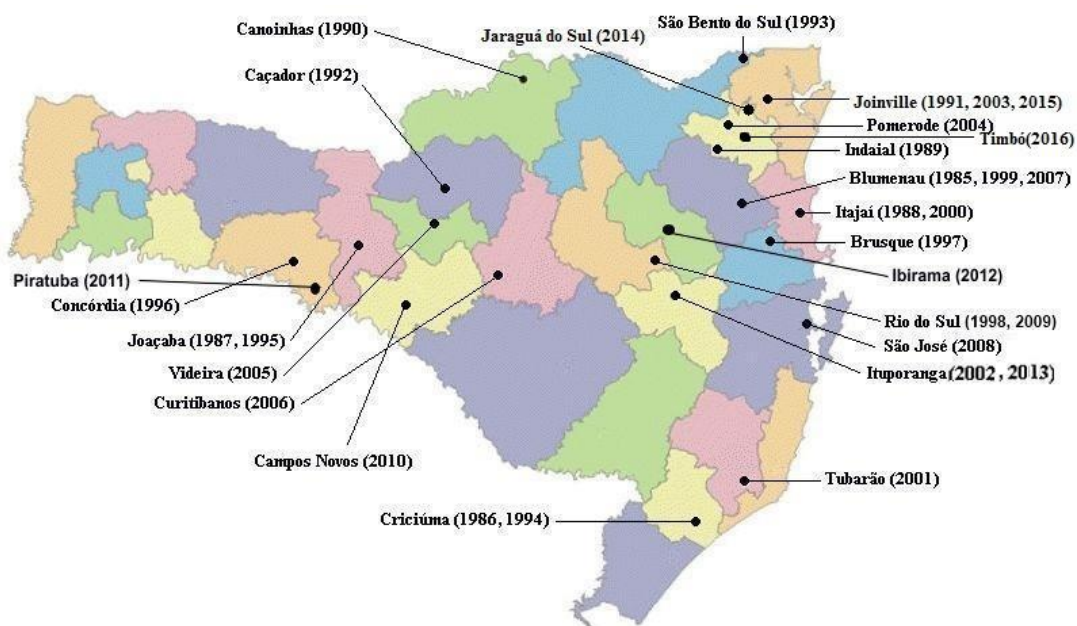 São Bento do Sul (1993)
Canoinhas (1990)
Jaraguá do Sul (2014)
Caçador (1992)
Joinville (1991, 2003, 2015)
Pomerode (2004)
Timbó(2016)
Indaial (1989)
Blumenau (1985, 1999, 2007)
Itajaí (1988, 2000)
Brusque (1997)
Ibirama (2012)
Piratuba (2011)
Concórdia (1996)
Rio do Sul (1998, 2009)
Joaçaba (1987, 1995)
São José (2008)
Videira (2005)
Ituporanga (2002, 2013)
Curitibanos (2006)
Campos Novos (2010)
Tubarão (2001)
Criciúma (1986, 1994)